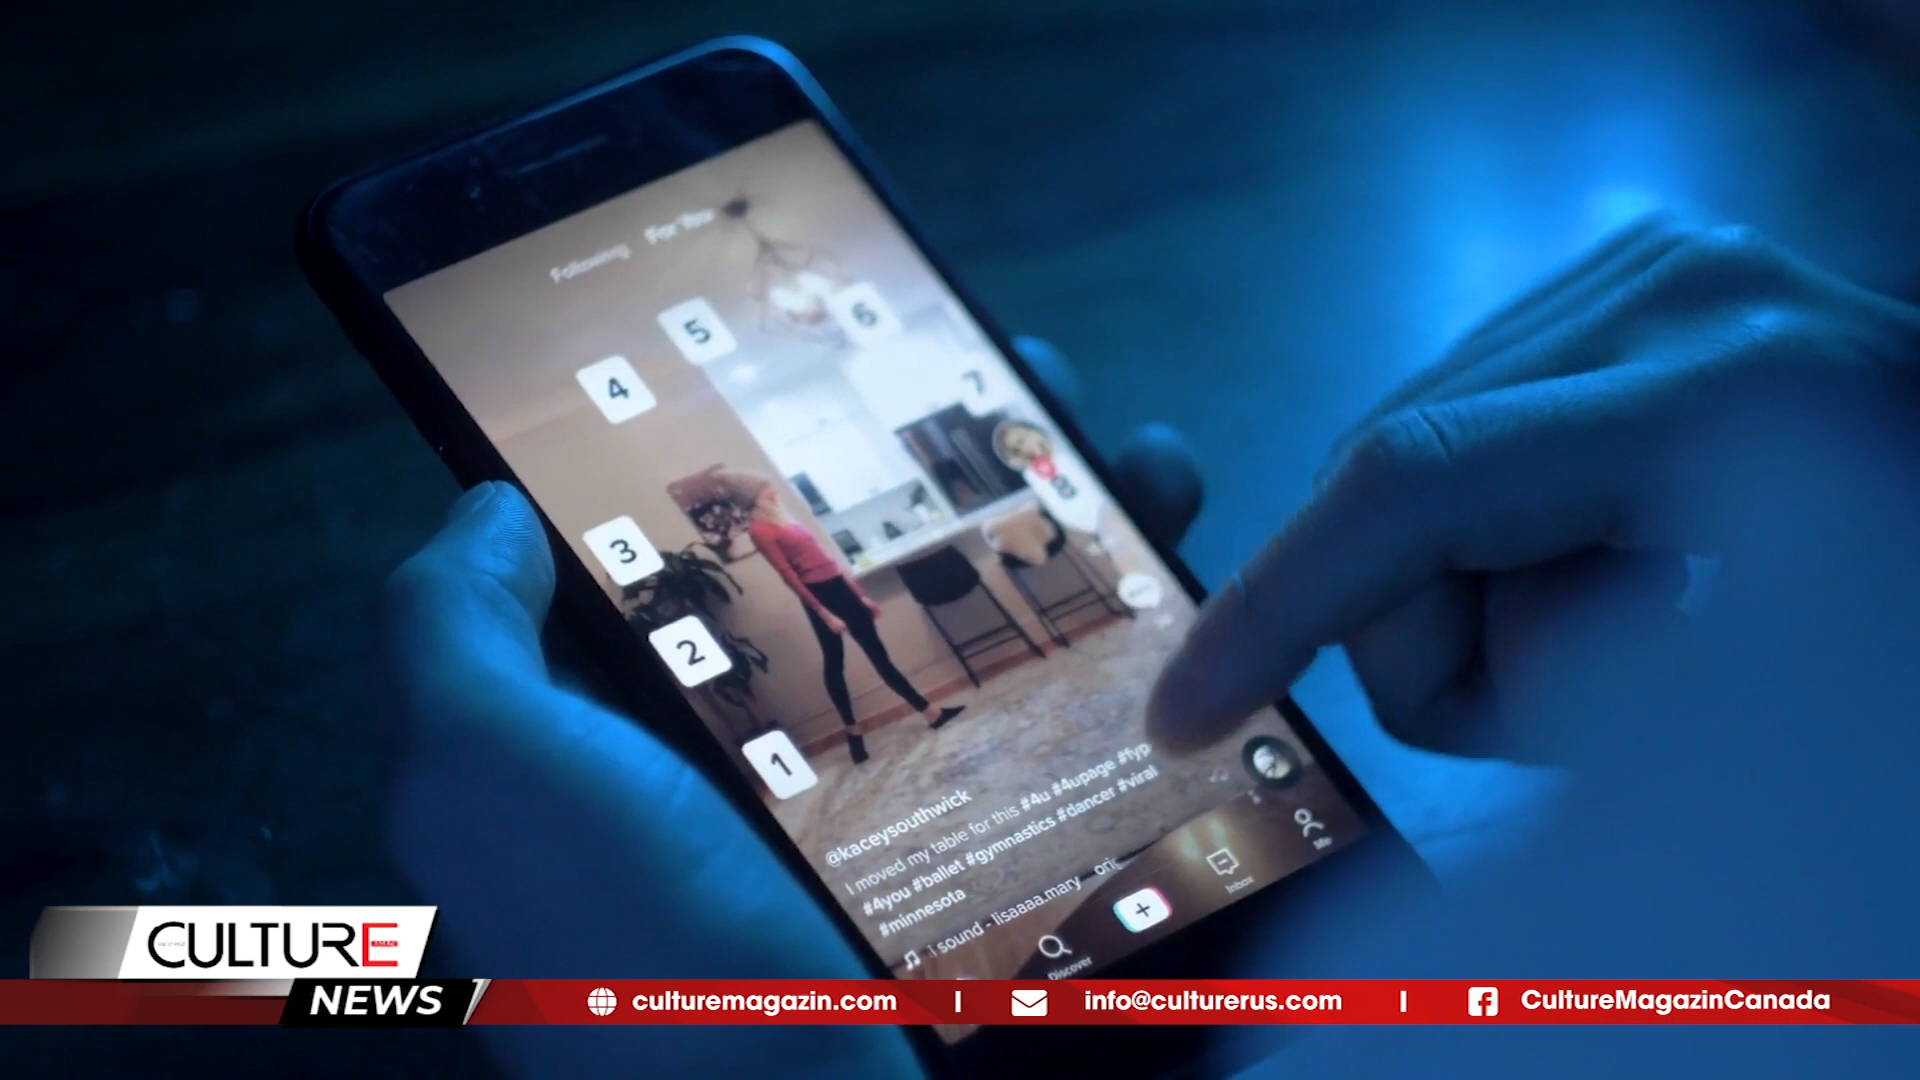 Following For You
5
6
4
7
8
3
2
1
@kaceysouthwick
I moved my table for this #4u #4upage #fyp
#4you #ballet #gymnastics #dancer #viral
#minnesota
sound - lisaaaa.mary
Discover
+
Inbox
Me
CULTURE
MAGAZIN
NEWS
culturemagazin.com | info@culturerus.com | CultureMagazinCanada